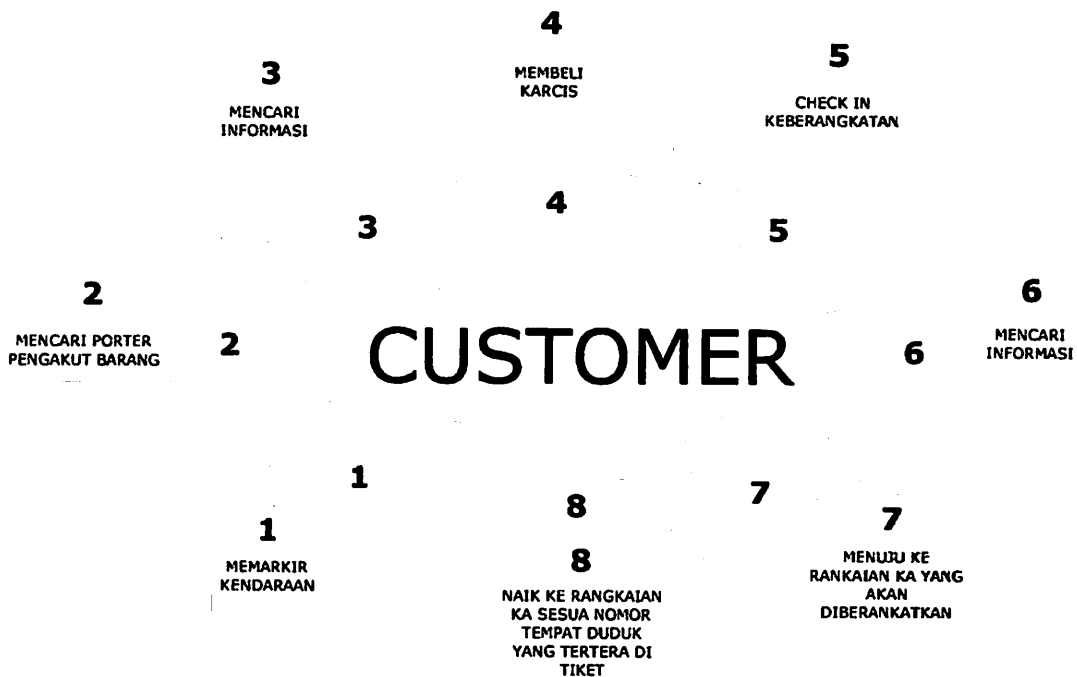 4
MEMBELI
KARCIS
3
MENCARI
INFORMASI
5
CHECK IN
KEBERANGKATAN
4
3
5
2
MENCARI PORTER
PENGAKUT BARANG
2
CUSTOMER
6
6
MENCARI
INFORMASI
1
1
MEMARKIR
KENDARAAN
8
8
NAIK KE RANGKAIAN
KA SESUA NOMOR
TEMPAT DUDUK
YANG TERTERA DI
TIKET
7
7
MENUJU KE
RANKAIAN KA YANG
AKAN
DIBERANKATKAN